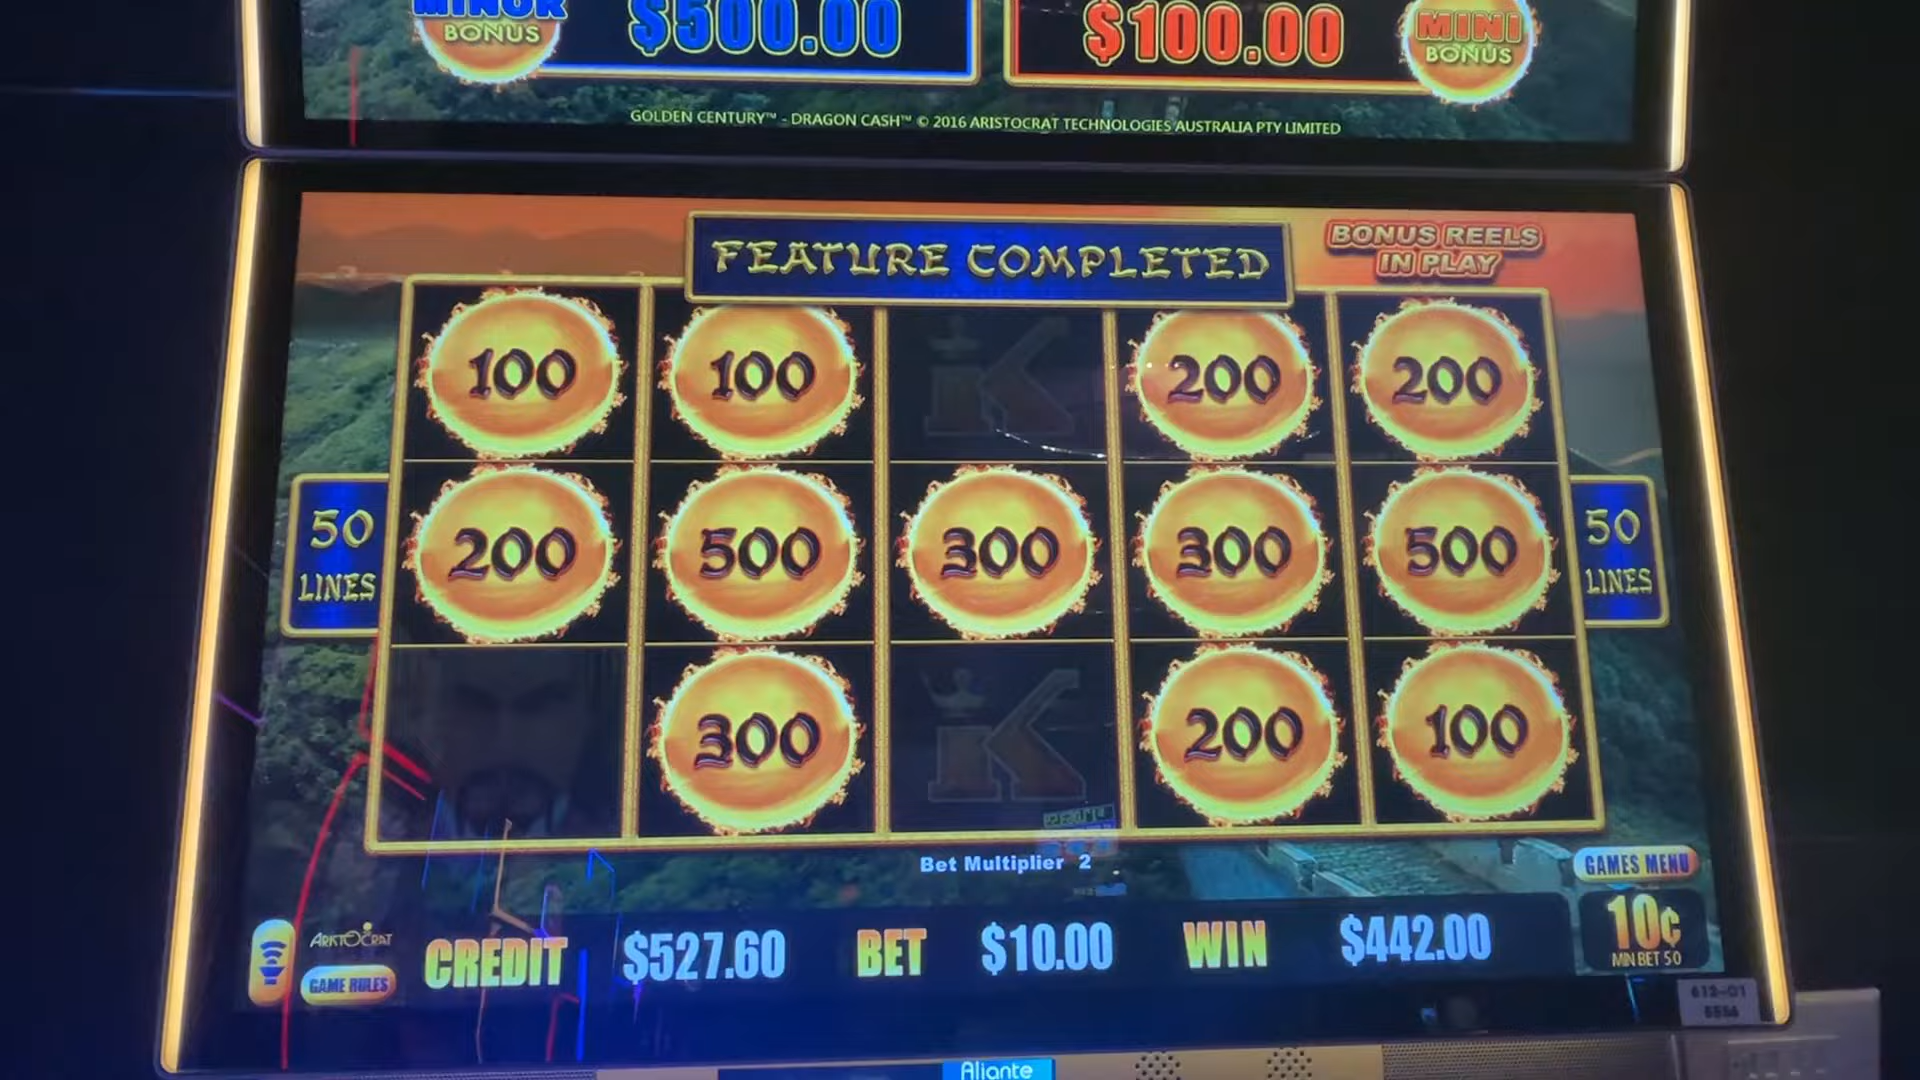 MINOR
BONUS
$500.00
$100.00
MINI
BONUS
GOLDEN CENTURY™ - DRAGON CASH™ © 2016 ARISTOCRAT TECHNOLOGIES AUSTRALIA PTY LIMITED
FEATURE COMPLETED
BONUS REELS
IN PLAY
100 100 K 200 200
50
LINES
200 500 300 300 500
50
LINES
300 K 200 100
Bet Multiplier 2
GAMES MENU
ARISTOCRAT
GAME RULES
CREDIT $527.60 BET $10.00 WIN $442.00
10¢
MIN BET 50
612-01
Aliante